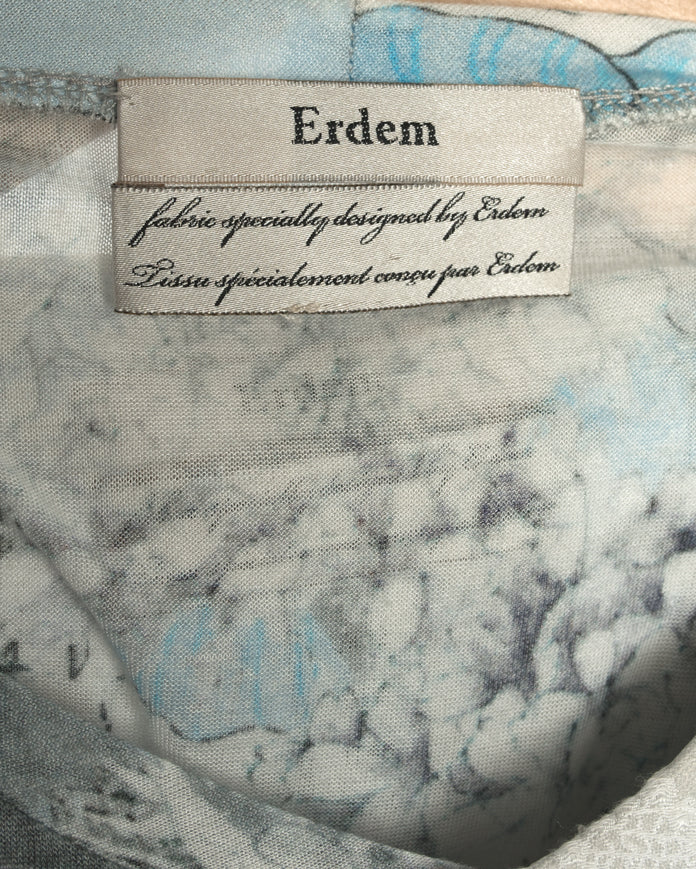 Erdem
fabric specially designed by Erdem
Tissu spécialement conçu par Erdem